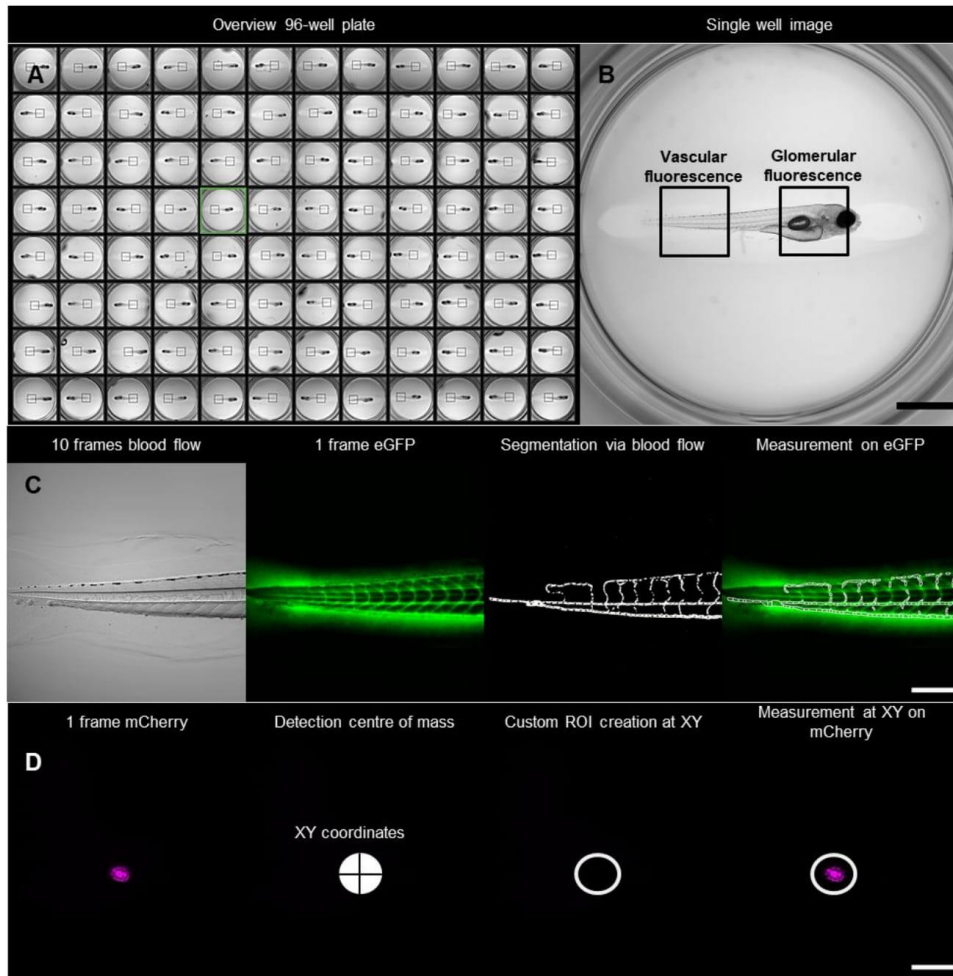 Overview 96-well plate
Single well image
A
B
Vascular
fluorescence
Glomerular
fluorescence
10 frames blood flow
1 frame eGFP
Segmentation via blood flow
Measurement on eGFP
C
1 frame mCherry
Detection centre of mass
Custom ROI creation at XY
Measurement at XY on
mCherry
D
XY coordinates